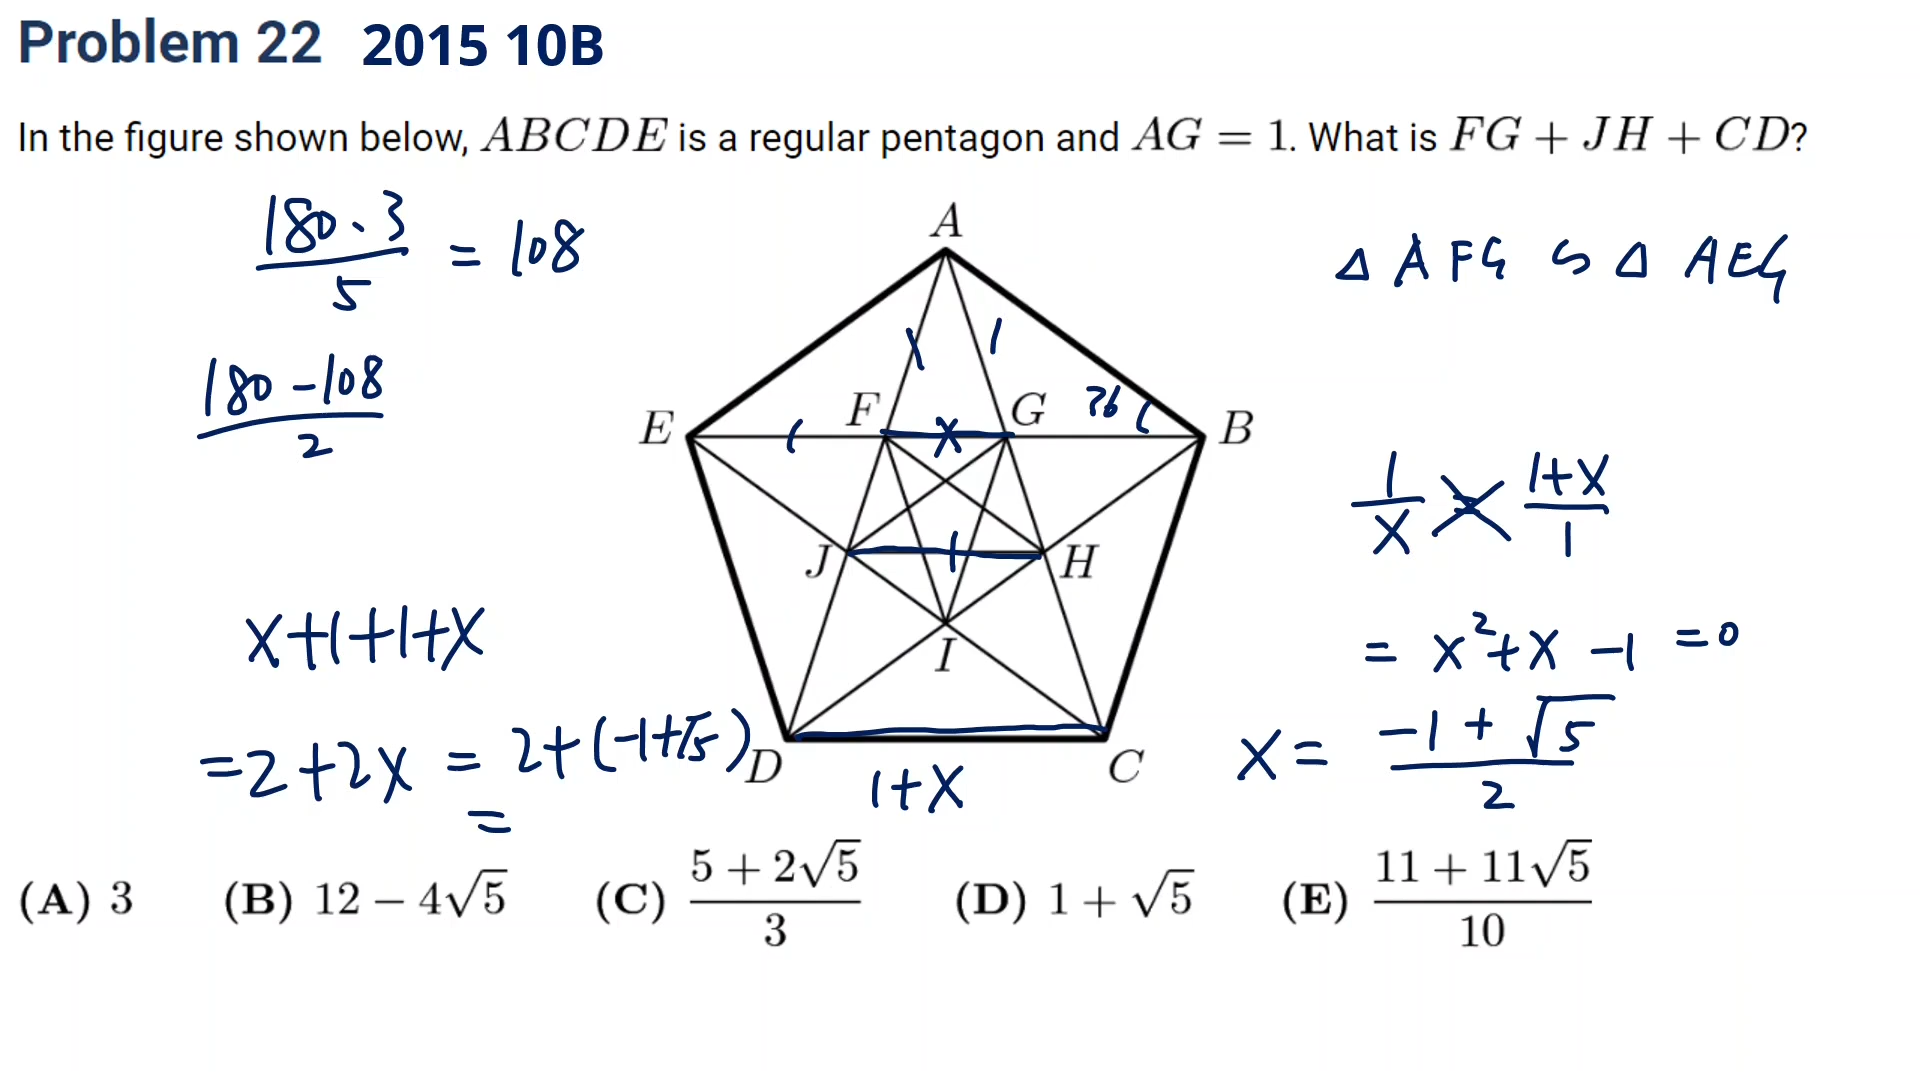 Problem 22 2015 10B
In the figure shown below, ABCDE is a regular pentagon and AG = 1. What is FG + JH + CD?
180·3
5
= 108
△ AFG ∽ △ AEG
180 - 108
2
A
x
1
E
F
G
36
B
1
x
1/x = (1+x)/1
J
1
H
x+1+1+x
I
= x² + x - 1 = 0
= 2 + 2x = 2 + (-1+√5)
=
D
1+x
C
x = (-1 + √5)/2
(A) 3 (B) 12 − 4√5 (C) (5 + 2√5)/3 (D) 1 + √5 (E) (11 + 11√5)/10